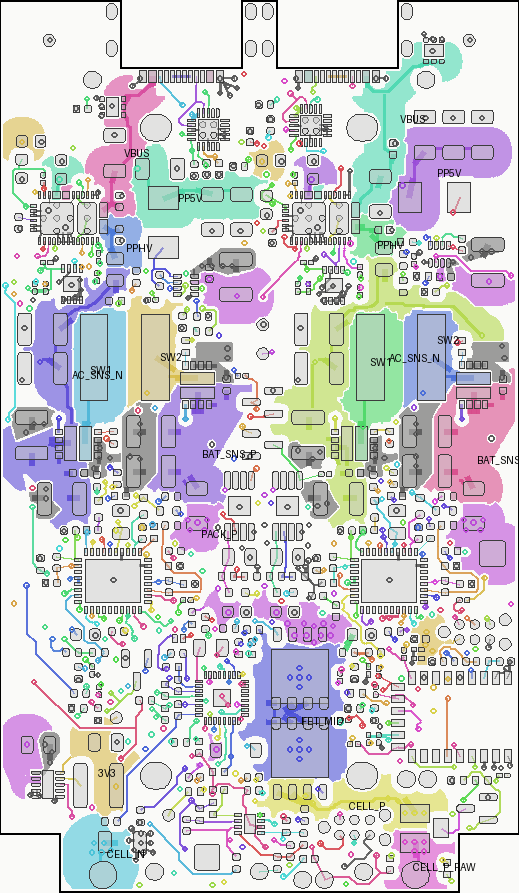 VBUS
VBUS
PP5V
PP5V
PPHV
PPHV
SW1
SW2
AC_SNS_N
SW1
AC_SNS_N
SW2
BAT_SNS_P
BAT_SNS
PACK_P
FET_MID
3V3
CELL_P
CELL_N
CELL_P_RAW